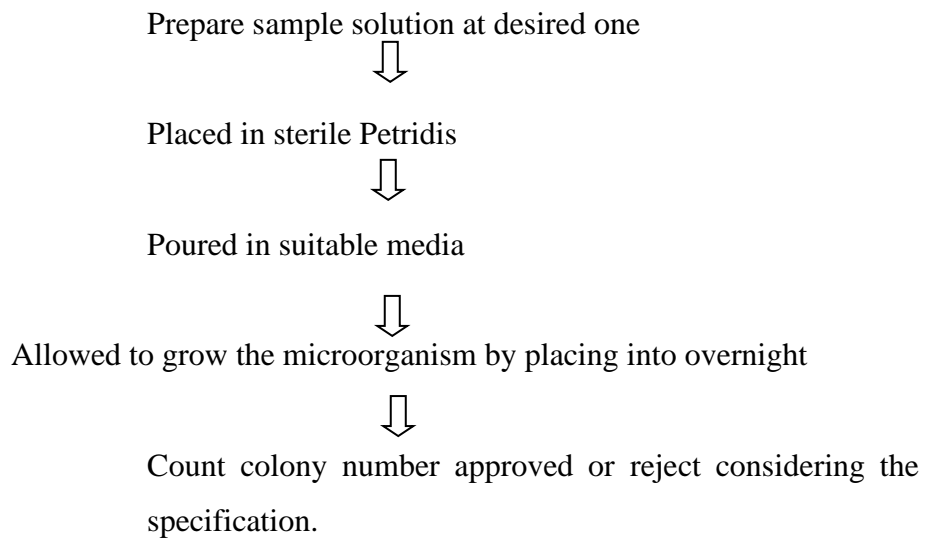 Prepare sample solution at desired one
Placed in sterile Petridis
Poured in suitable media
Allowed to grow the microorganism by placing into overnight
Count colony number approved or reject considering the
specification.